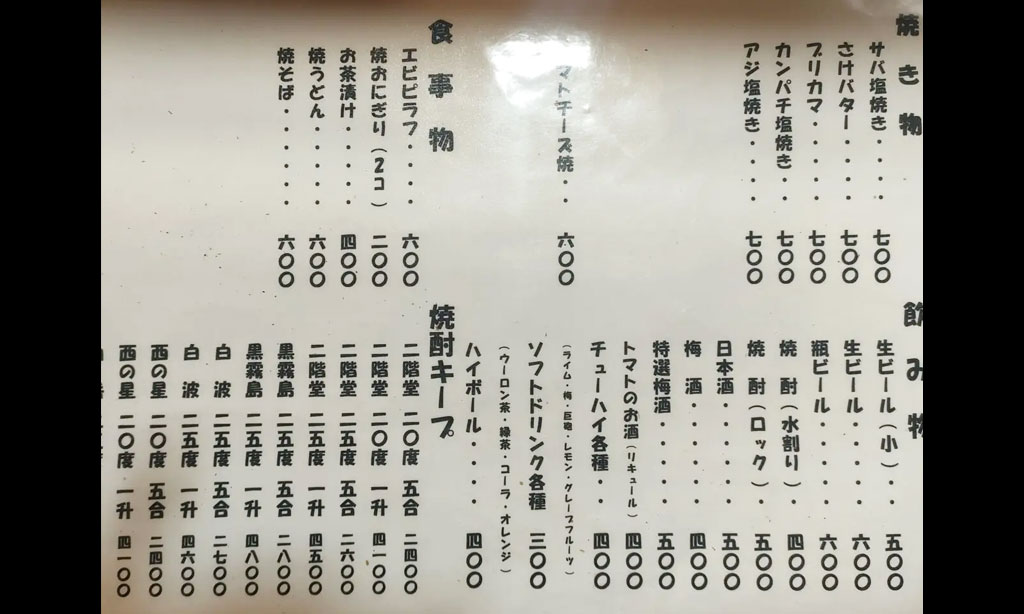 焼き物
サバ塩焼き・・・・七〇〇
さけバター・・・・七〇〇
ブリカマ・・・・・七〇〇
カンパチ塩焼き・・七〇〇
アジ塩焼き・・・・七〇〇
マトチーズ焼・・六〇〇
食事物
エビピラフ・・・・六〇〇
焼おにぎり(2コ)二〇〇
お茶漬け・・・・・四〇〇
焼うどん・・・・・六〇〇
焼そば・・・・・・六〇〇
飲み物
生ビール(小)・・五〇〇
生ビール・・・・・六〇〇
瓶ビール・・・・・六〇〇
焼 酎(水割り)・四〇〇
焼 酎(ロック)・五〇〇
日本酒・・・・・・五〇〇
梅 酒・・・・・・四〇〇
特選梅酒・・・・・五〇〇
トマトのお酒(リキュール)四〇〇
チューハイ各種・・四〇〇
(ライム・梅・巨砲・レモン・グレープフルーツ)
ソフトドリンク各種 三〇〇
(ウーロン茶・緑茶・コーラ・オレンジ)
ハイボール・・・・四〇〇
焼酎キープ
二階堂 二〇度 五合 二四〇〇
二階堂 二〇度 一升 四一〇〇
二階堂 二五度 五合 二六〇〇
二階堂 二五度 一升 四五〇〇
黒霧島 二五度 五合 二八〇〇
黒霧島 二五度 一升 四八〇〇
白 波 二五度 五合 二七〇〇
白 波 二五度 一升 四六〇〇
西の星 二〇度 五合 二四〇〇
西の星 二〇度 一升 四一〇〇